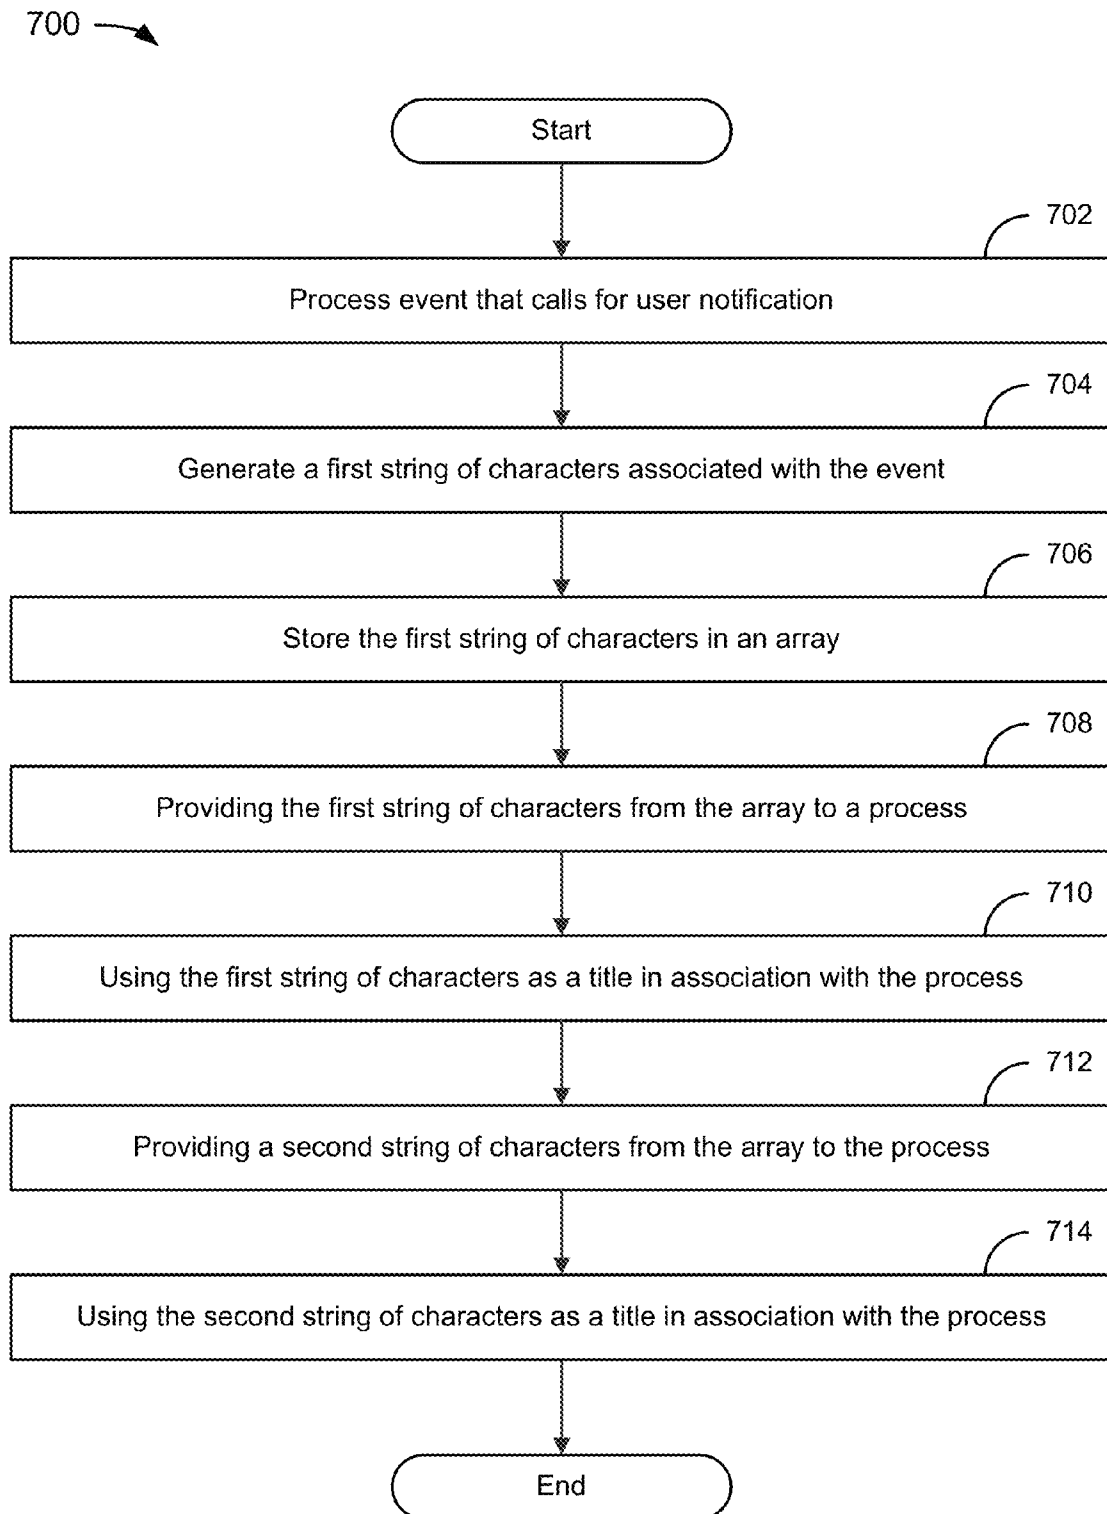 700
Start
702
Process event that calls for user notification
704
Generate a first string of characters associated with the event
706
Store the first string of characters in an array
708
Providing the first string of characters from the array to a process
710
Using the first string of characters as a title in association with the process
712
Providing a second string of characters from the array to the process
714
Using the second string of characters as a title in association with the process
End